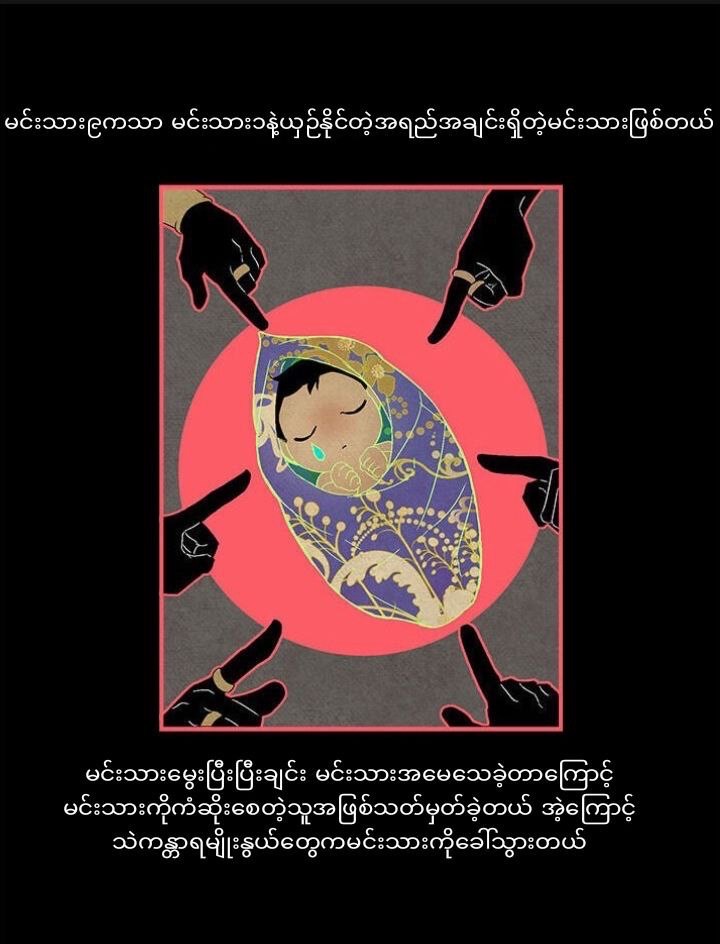 မင်းသား၉ကသာ မင်းသား၁နဲ့ယှဉ်နိုင်တဲ့အရည်အချင်းရှိတဲ့မင်းသားဖြစ်တယ်
မင်းသားမွေးပြီးပြီးချင်း မင်းသားအမေသေခဲ့တာကြောင့်
မင်းသားကိုကံဆိုးစေတဲ့သူအဖြစ်သတ်မှတ်ခဲ့တယ် အဲ့ကြောင့်
သဲကန္တာရမျိုးနွယ်တွေကမင်းသားကိုခေါ်သွားတယ်